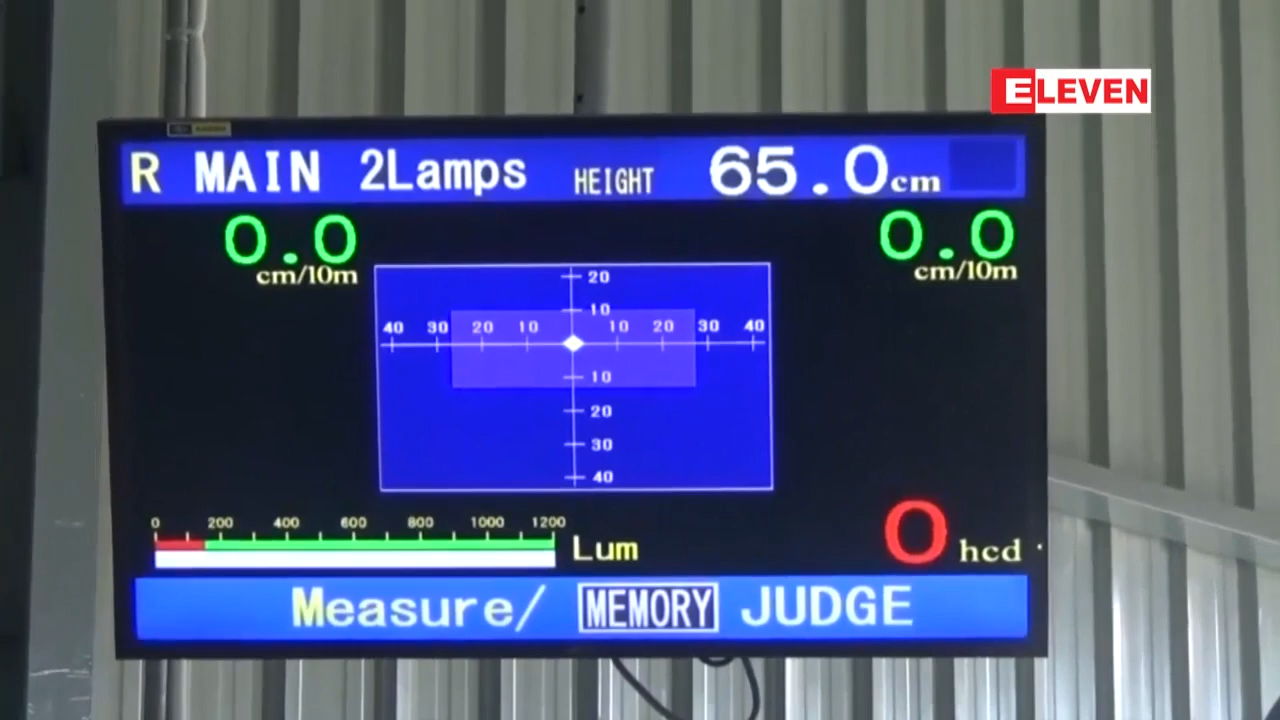 ELEVEN
R MAIN 2Lamps HEIGHT 65.0cm
0.0 0.0
cm/10m cm/10m
20
10
40 30 20 10 10 20 30 40
10
20
30
40
0 200 400 600 800 1000 1200
Lum 0 hcd
Measure/ MEMORY JUDGE